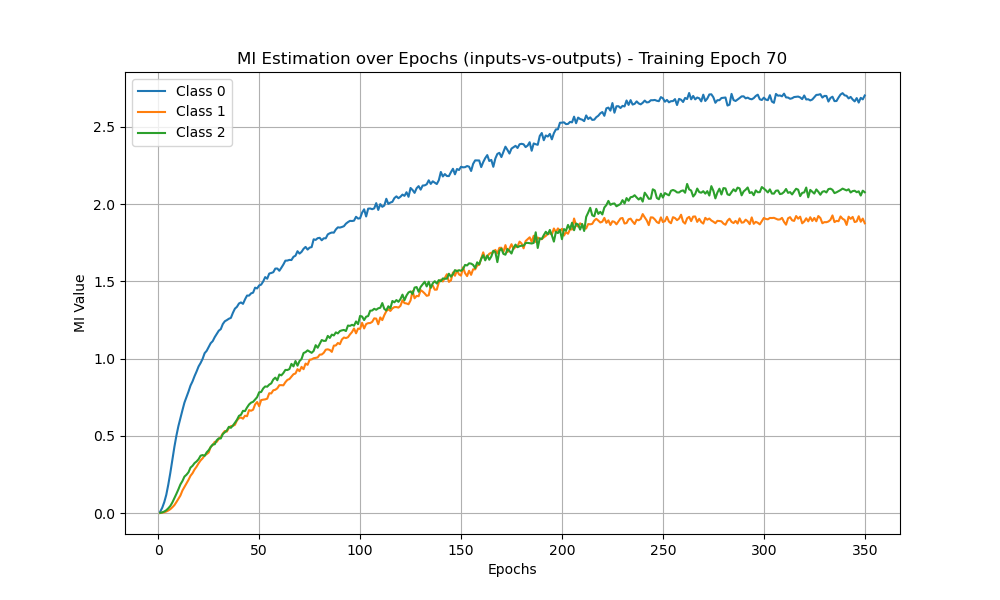 MI Estimation over Epochs (inputs-vs-outputs) - Training Epoch 70
Class 0
Class 1
Class 2
MI Value
2.5
2.0
1.5
1.0
0.5
0.0
0 50 100 150 200 250 300 350
Epochs